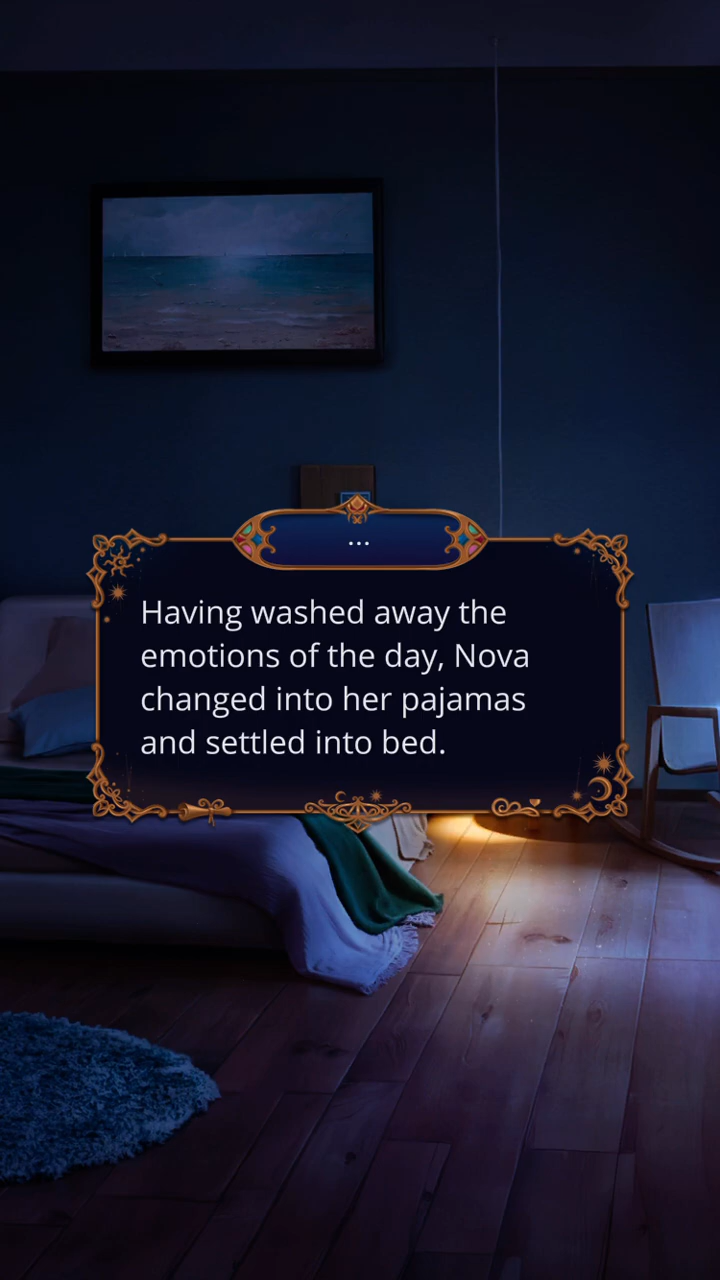 ...
Having washed away the
emotions of the day, Nova
changed into her pajamas
and settled into bed.